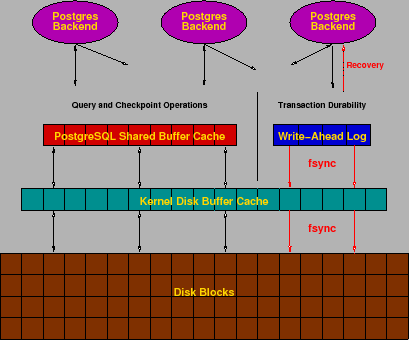 Postgres
Backend
Postgres
Backend
Postgres
Backend
Recovery
Query and Checkpoint Operations
Transaction Durability
PostgreSQL Shared Buffer Cache
Write-Ahead Log
fsync
Kernel Disk Buffer Cache
fsync
Disk Blocks